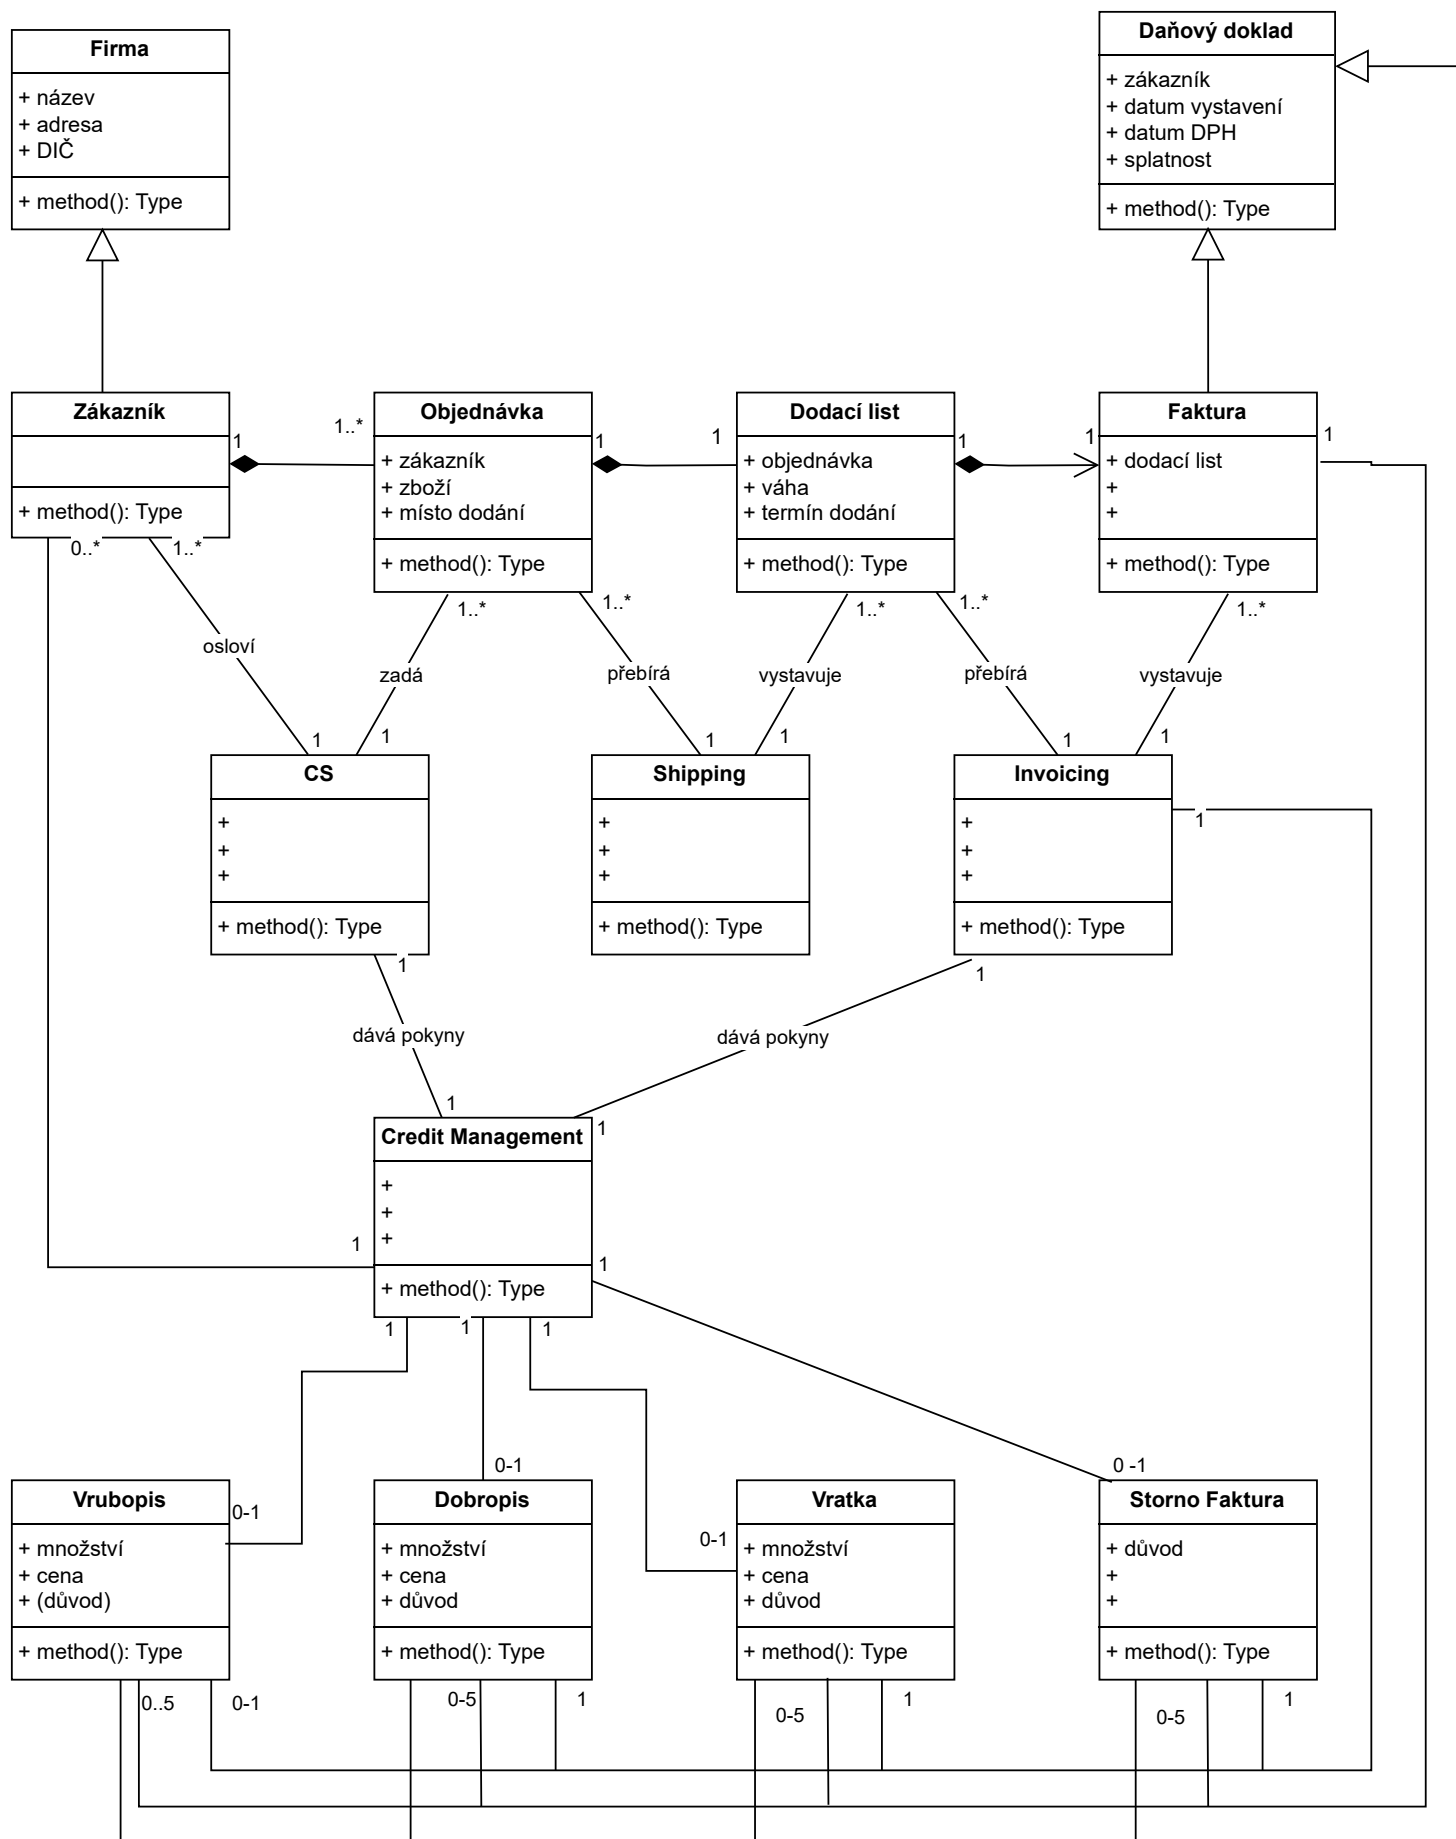 Firma
+ název
+ adresa
+ DIČ
+ method(): Type
Daňový doklad
+ zákazník
+ datum vystavení
+ datum DPH
+ splatnost
+ method(): Type
Zákazník
+ method(): Type
1
1..*
Objednávka
+ zákazník
+ zboží
+ místo dodání
+ method(): Type
1
1
Dodací list
+ objednávka
+ váha
+ termín dodání
+ method(): Type
1
1
Faktura
+ dodací list
+
+
+ method(): Type
1
0..*
1..*
1..*
1..*
1..*
1..*
1..*
osloví
zadá
přebírá
vystavuje
přebírá
vystavuje
1
1
1
1
1
1
CS
+
+
+
+ method(): Type
Shipping
+
+
+
+ method(): Type
Invoicing
+
+
+
+ method(): Type
1
1
1
dává pokyny
dává pokyny
1
1
Credit Management
+
+
+
+ method(): Type
1
1
1
1
1
0-1
0-1
0-1
0 -1
Vrubopis
+ množství
+ cena
+ (důvod)
+ method(): Type
Dobropis
+ množství
+ cena
+ důvod
+ method(): Type
Vratka
+ množství
+ cena
+ důvod
+ method(): Type
Storno Faktura
+ důvod
+
+
+ method(): Type
0..5
0-1
0-5
1
0-5
1
0-5
1